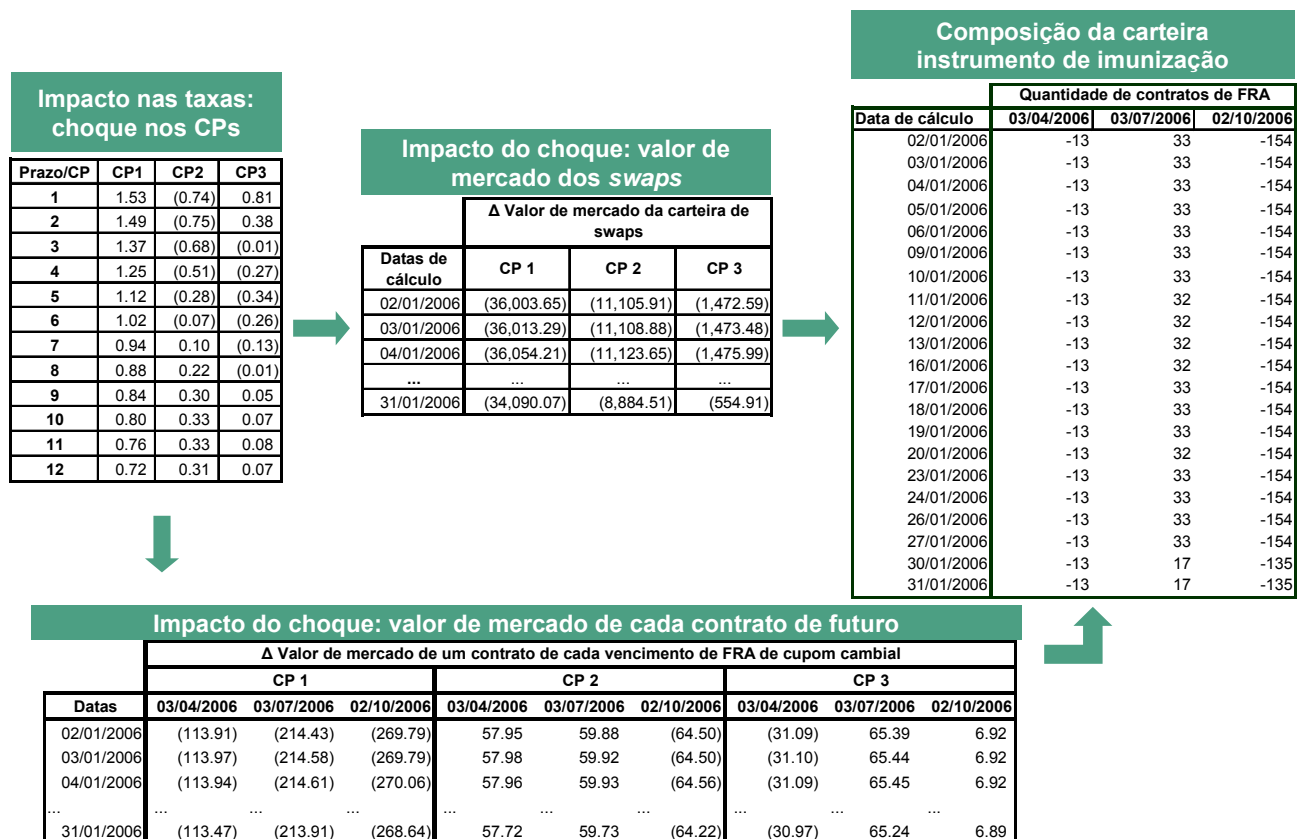 Impacto nas taxas:
choque nos CPs
Prazo/CP CP1 CP2 CP3
1 1.53 (0.74) 0.81
2 1.49 (0.75) 0.38
3 1.37 (0.68) (0.01)
4 1.25 (0.51) (0.27)
5 1.12 (0.28) (0.34)
6 1.02 (0.07) (0.26)
7 0.94 0.10 (0.13)
8 0.88 0.22 (0.01)
9 0.84 0.30 0.05
10 0.80 0.33 0.07
11 0.76 0.33 0.08
12 0.72 0.31 0.07
Impacto do choque: valor de
mercado dos swaps
Δ Valor de mercado da carteira de
swaps
Datas de
cálculo CP 1 CP 2 CP 3
02/01/2006 (36,003.65) (11,105.91) (1,472.59)
03/01/2006 (36,013.29) (11,108.88) (1,473.48)
04/01/2006 (36,054.21) (11,123.65) (1,475.99)
... ... ... ...
31/01/2006 (34,090.07) (8,884.51) (554.91)
Composição da carteira
instrumento de imunização
Quantidade de contratos de FRA
Data de cálculo 03/04/2006 03/07/2006 02/10/2006
02/01/2006 -13 33 -154
03/01/2006 -13 33 -154
04/01/2006 -13 33 -154
05/01/2006 -13 33 -154
06/01/2006 -13 33 -154
09/01/2006 -13 33 -154
10/01/2006 -13 33 -154
11/01/2006 -13 32 -154
12/01/2006 -13 32 -154
13/01/2006 -13 32 -154
16/01/2006 -13 32 -154
17/01/2006 -13 33 -154
18/01/2006 -13 33 -154
19/01/2006 -13 33 -154
20/01/2006 -13 32 -154
23/01/2006 -13 33 -154
24/01/2006 -13 33 -154
26/01/2006 -13 33 -154
27/01/2006 -13 33 -154
30/01/2006 -13 17 -135
31/01/2006 -13 17 -135
Impacto do choque: valor de mercado de cada contrato de futuro
Δ Valor de mercado de um contrato de cada vencimento de FRA de cupom cambial
CP 1 CP 2 CP 3
Datas 03/04/2006 03/07/2006 02/10/2006 03/04/2006 03/07/2006 02/10/2006 03/04/2006 03/07/2006 02/10/2006
02/01/2006 (113.91) (214.43) (269.79) 57.95 59.88 (64.50) (31.09) 65.39 6.92
03/01/2006 (113.97) (214.58) (269.79) 57.98 59.92 (64.50) (31.10) 65.44 6.92
04/01/2006 (113.94) (214.61) (270.06) 57.96 59.93 (64.56) (31.09) 65.45 6.92
... ... ... ... ... ... ... ... ... ...
31/01/2006 (113.47) (213.91) (268.64) 57.72 59.73 (64.22) (30.97) 65.24 6.89